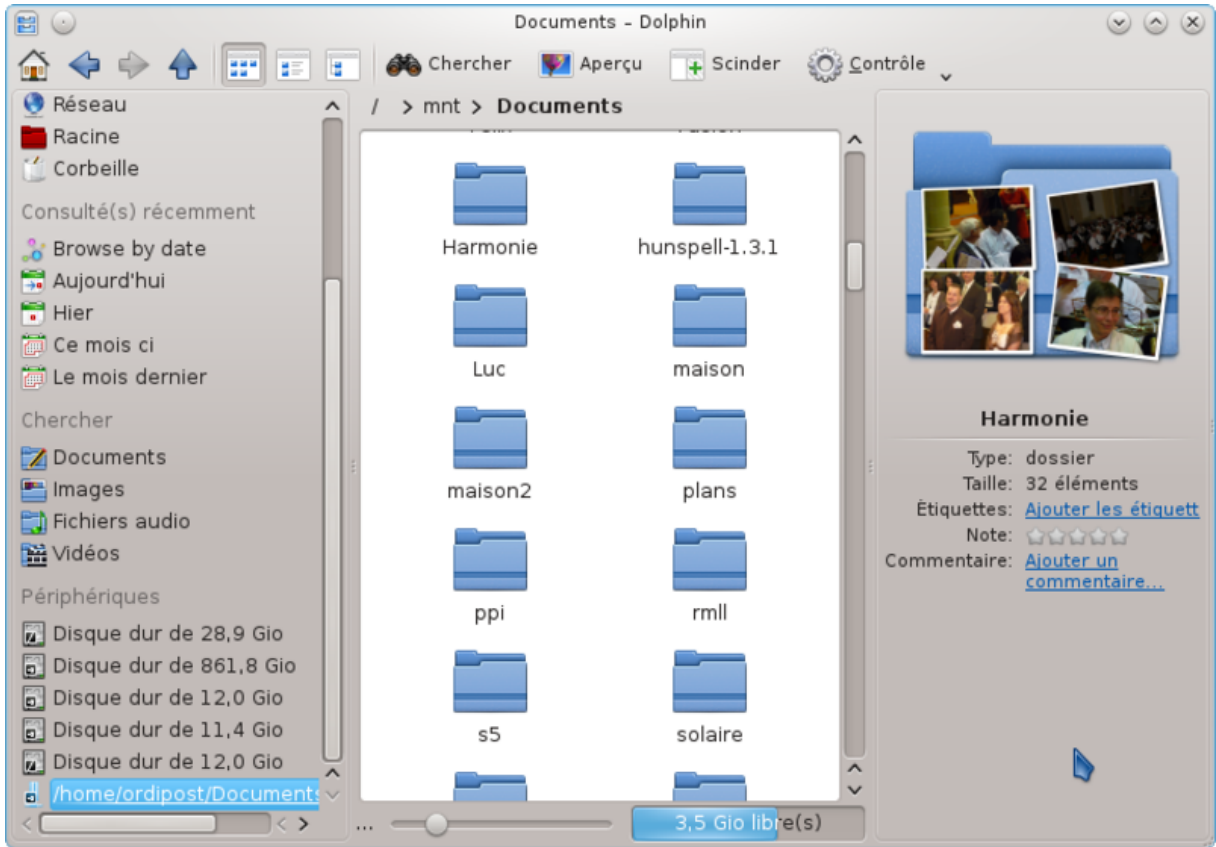 Documents – Dolphin
Chercher Aperçu Scinder Contrôle
Réseau
Racine
Corbeille
Consulté(s) récemment
Browse by date
Aujourd'hui
Hier
Ce mois ci
Le mois dernier
Chercher
Documents
Images
Fichiers audio
Vidéos
Périphériques
Disque dur de 28,9 Gio
Disque dur de 861,8 Gio
Disque dur de 12,0 Gio
Disque dur de 11,4 Gio
Disque dur de 12,0 Gio
/home/ordipost/Documents
/ > mnt > Documents
Harmonie hunspell-1.3.1
Luc maison
maison2 plans
ppi rmll
s5 solaire
... 3,5 Gio libre(s)
Harmonie
Type: dossier
Taille: 32 éléments
Étiquettes: Ajouter les étiquett
Note:
Commentaire: Ajouter un
commentaire...